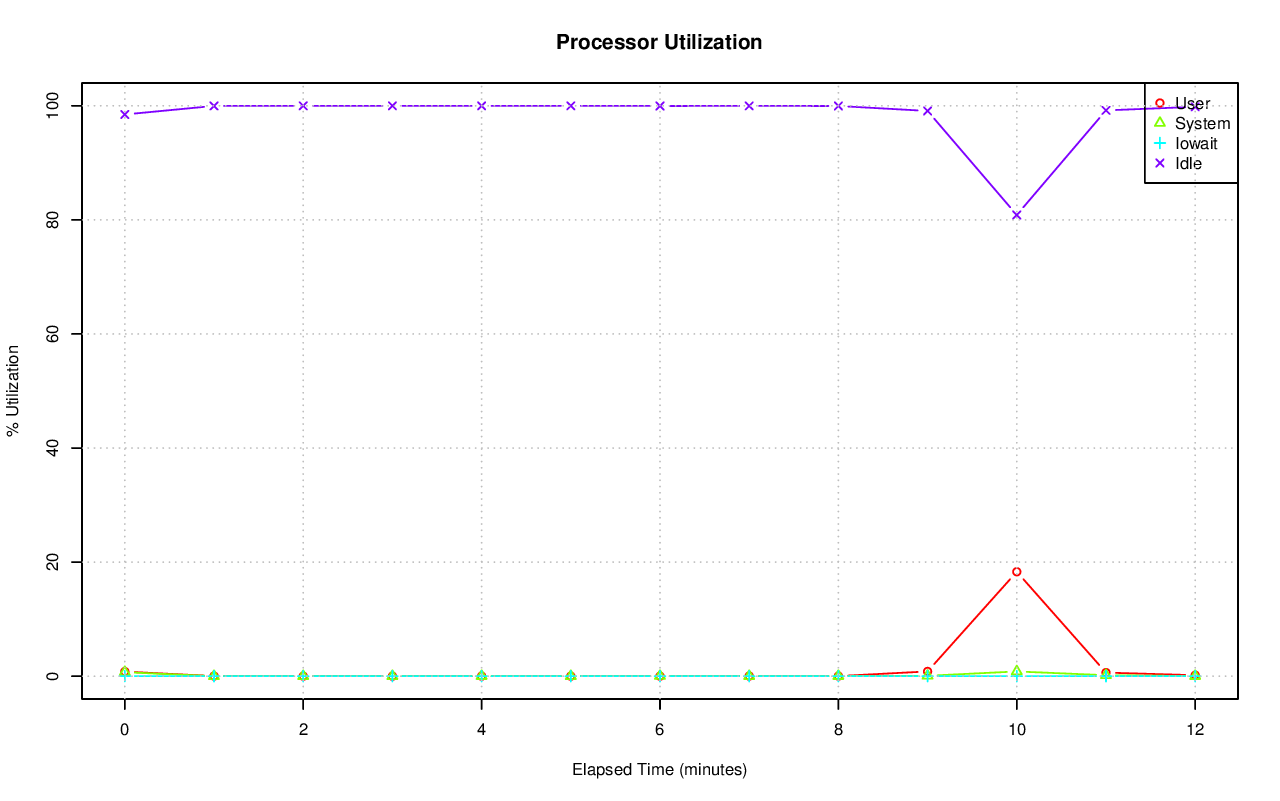 Processor Utilization
100
80
60
40
20
0
% Utilization
User
System
Iowait
Idle
0 2 4 6 8 10 12
Elapsed Time (minutes)